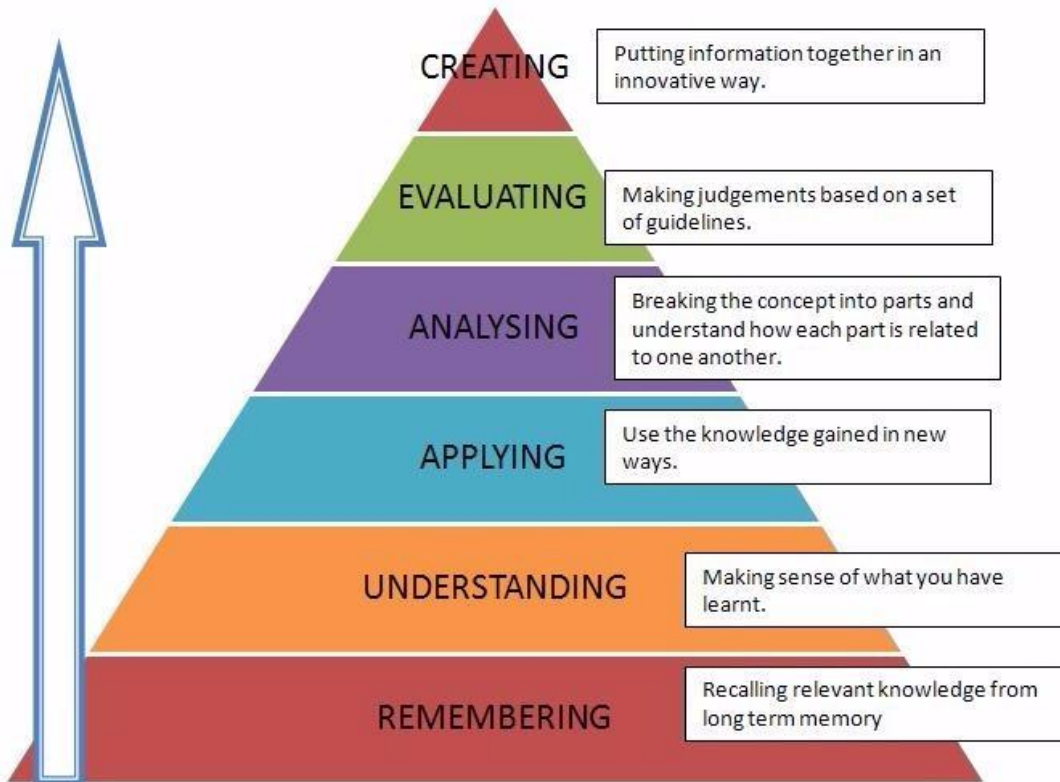 CREATING
Putting information together in an
innovative way.
EVALUATING
Making judgements based on a set
of guidelines.
ANALYSING
Breaking the concept into parts and
understand how each part is related
to one another.
APPLYING
Use the knowledge gained in new
ways.
UNDERSTANDING
Making sense of what you have
learnt.
REMEMBERING
Recalling relevant knowledge from
long term memory